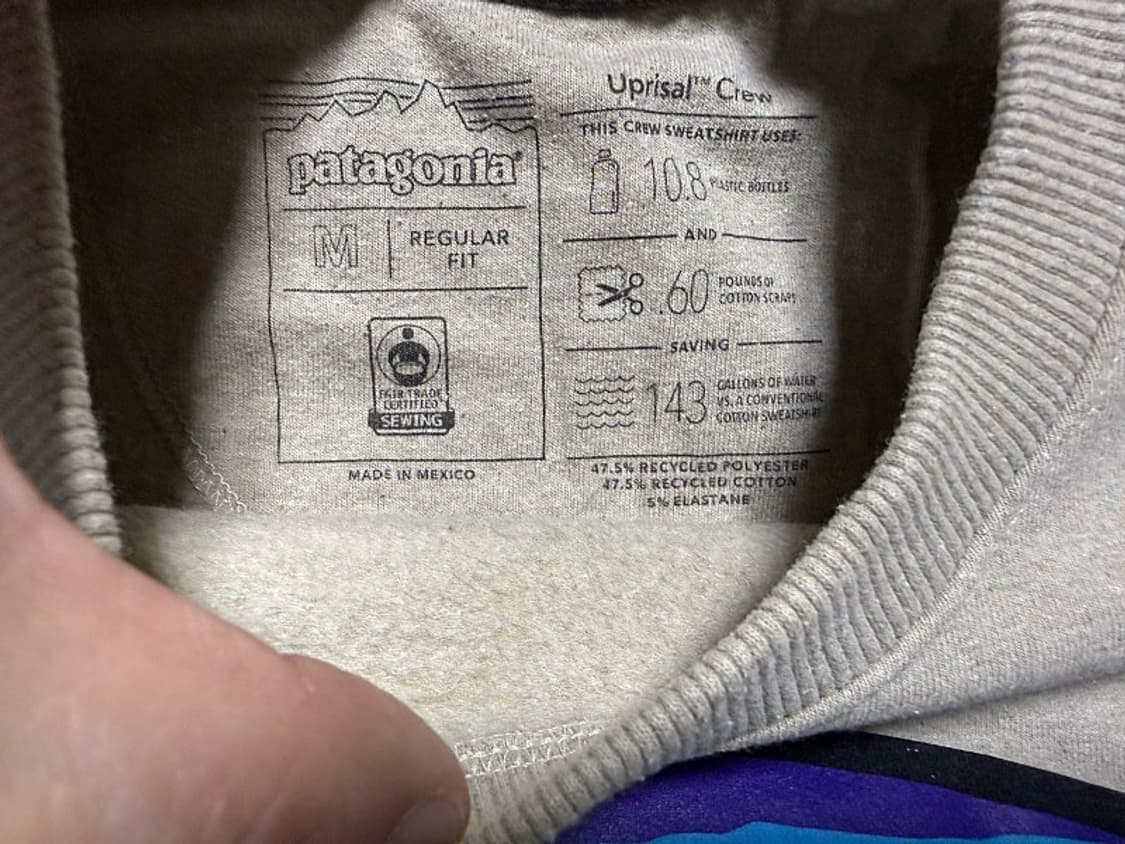 patagonia®
M
REGULAR
FIT
FAIR TRADE
CERTIFIED
SEWING
MADE IN MEXICO
Uprisal™ Crew
THIS CREW SWEATSHIRT USES:
10.8 PLASTIC BOTTLES
AND
.60 POUNDS OF
COTTON SCRAPS
SAVING
143 GALLONS OF WATER
VS. A CONVENTIONAL
COTTON SWEATSHIRT
47.5% RECYCLED POLYESTER
47.5% RECYCLED COTTON
5% ELASTANE